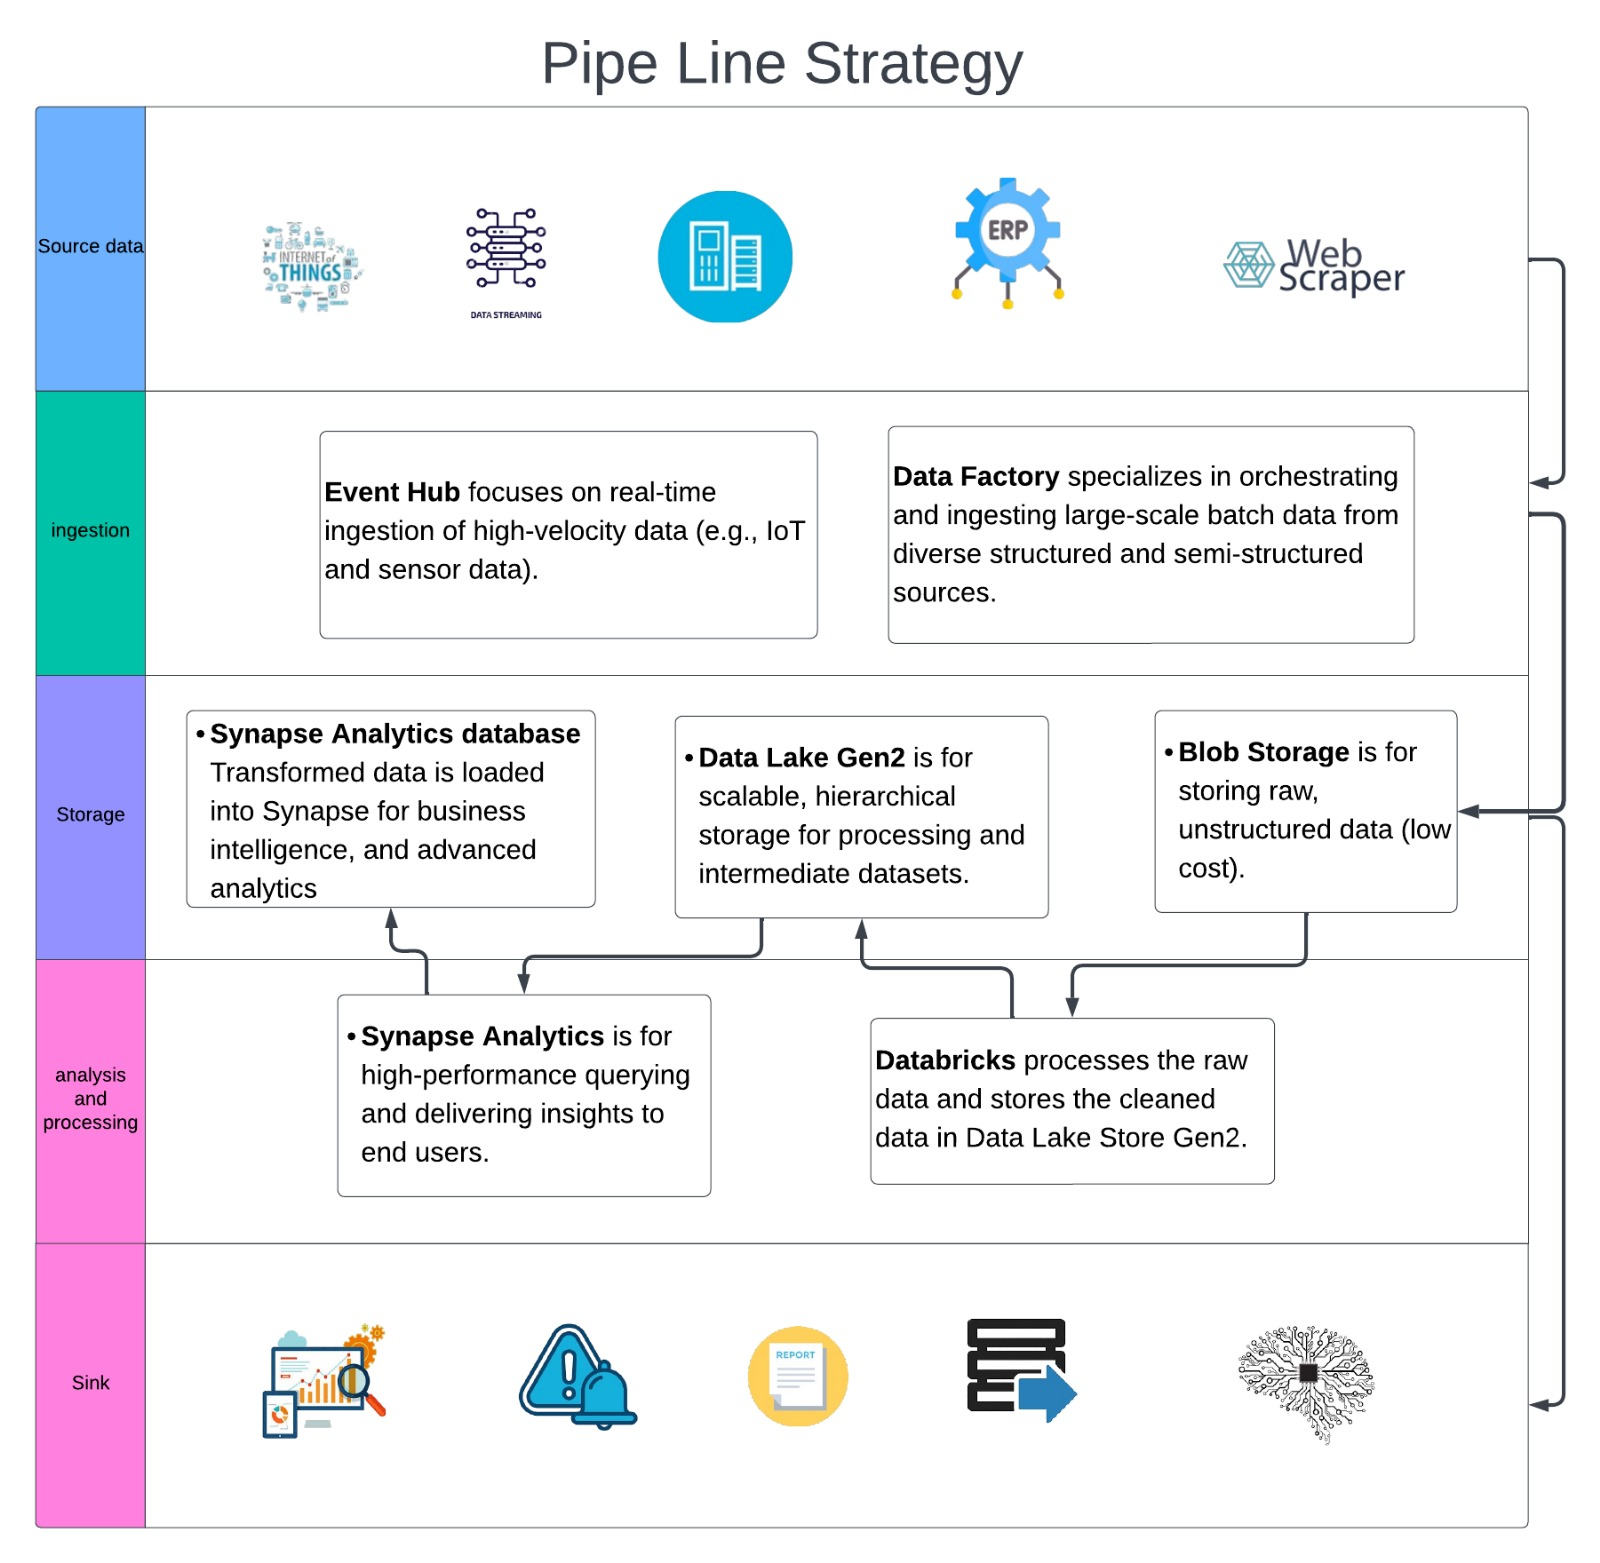 Pipe Line Strategy
Source data
INTERNET of
THINGS
DATA STREAMING
ERP
Web
Scraper
ingestion
Event Hub focuses on real-time
ingestion of high-velocity data (e.g., IoT
and sensor data).
Data Factory specializes in orchestrating
and ingesting large-scale batch data from
diverse structured and semi-structured
sources.
Storage
• Synapse Analytics database
Transformed data is loaded
into Synapse for business
intelligence, and advanced
analytics
• Data Lake Gen2 is for
scalable, hierarchical
storage for processing and
intermediate datasets.
• Blob Storage is for
storing raw,
unstructured data (low
cost).
analysis
and
processing
• Synapse Analytics is for
high-performance querying
and delivering insights to
end users.
Databricks processes the raw
data and stores the cleaned
data in Data Lake Store Gen2.
Sink
REPORT